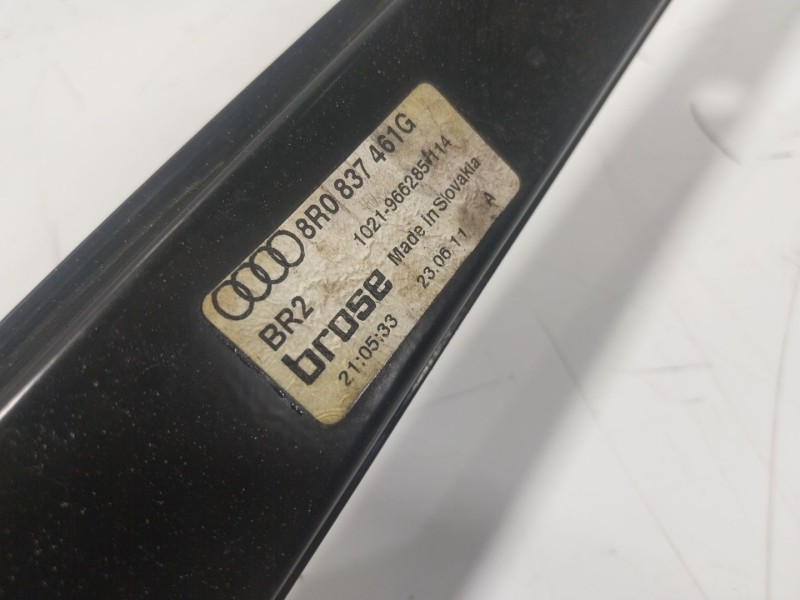 8R0 837 461G
BR2 1021-966285-114
brose Made in Slovakia
21:05:33 23.06.11 A